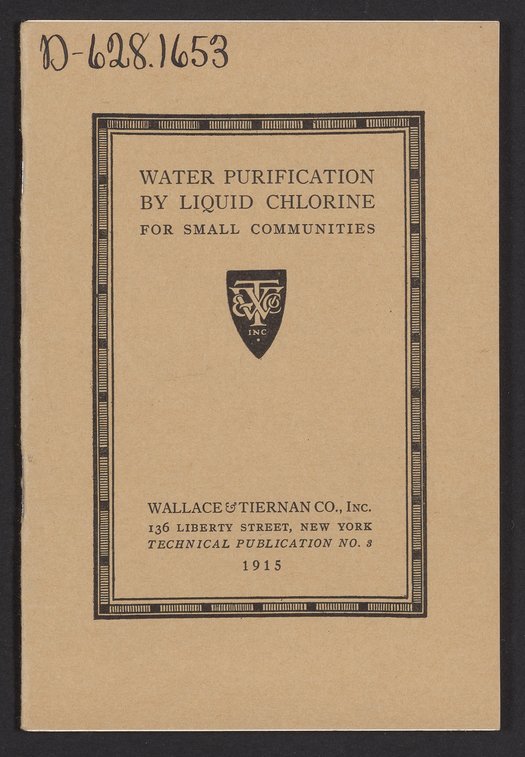 D-628.1653
WATER PURIFICATION
BY LIQUID CHLORINE
FOR SMALL COMMUNITIES
W&TCO
INC
WALLACE & TIERNAN CO., INC.
136 LIBERTY STREET, NEW YORK
TECHNICAL PUBLICATION NO. 3
1915